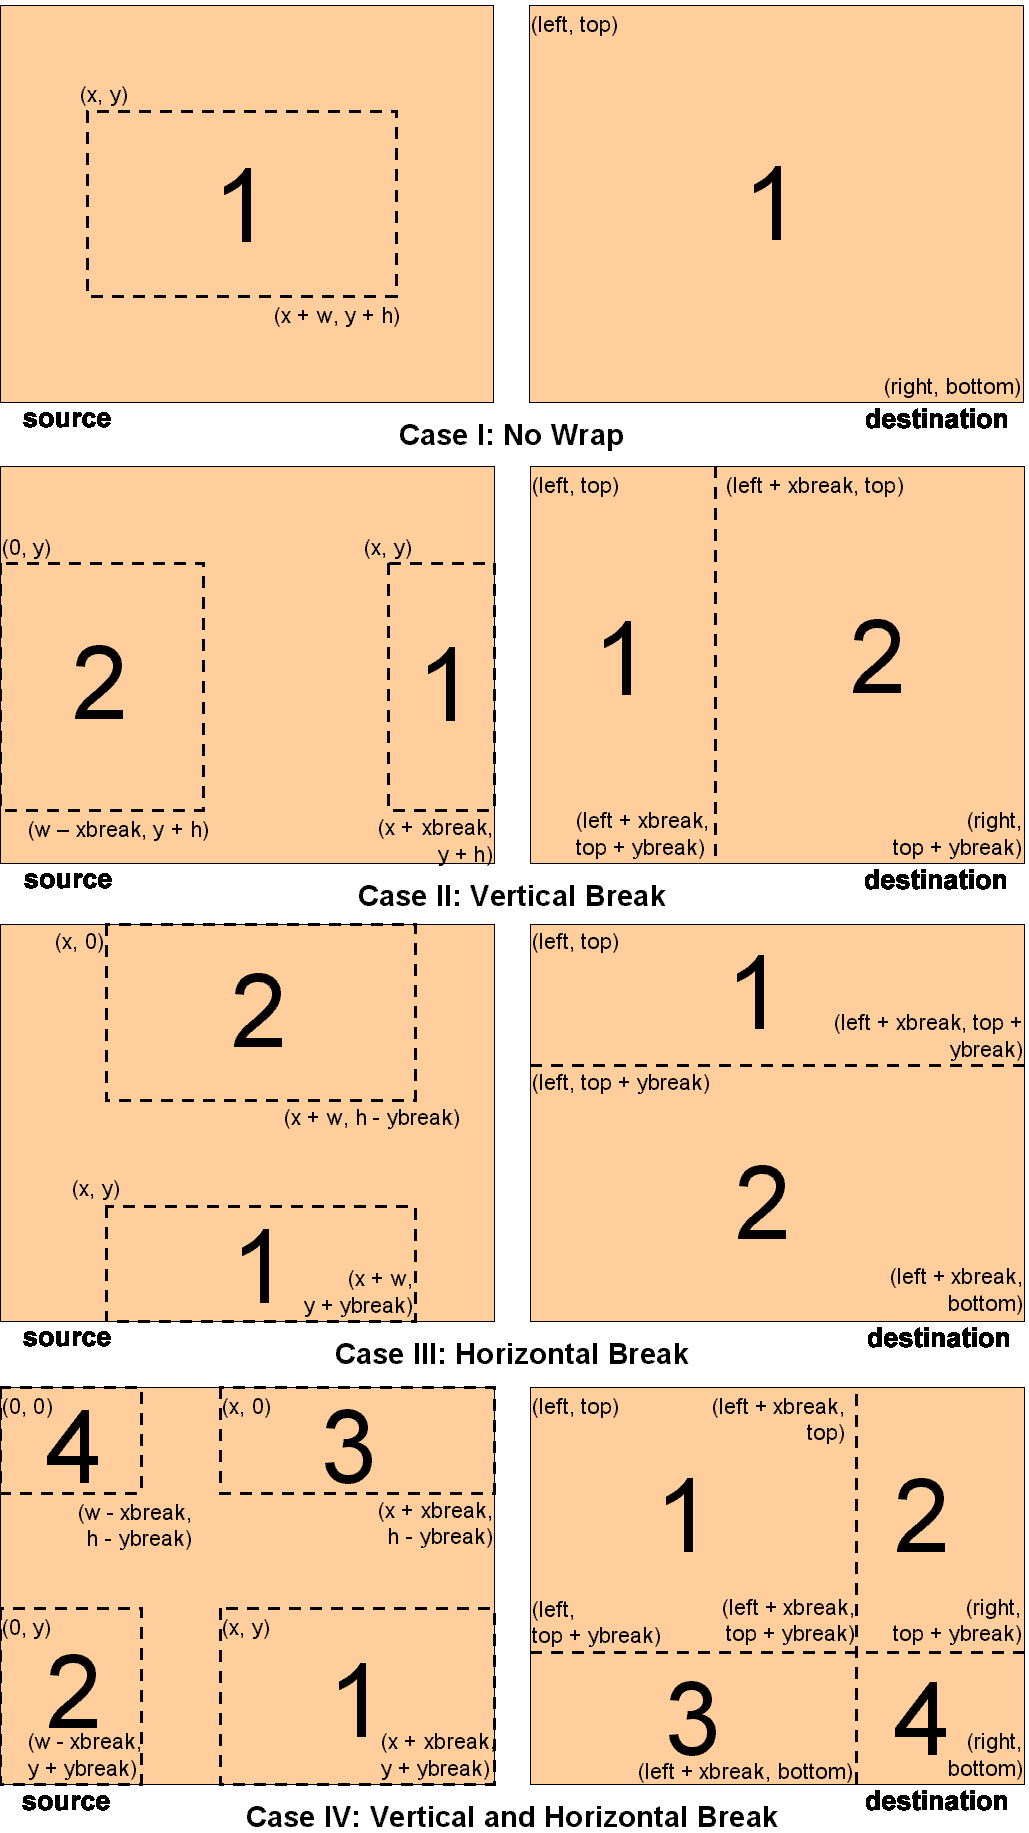 (left, top)
(x, y)
1
1
(x + w, y + h)
(right, bottom)
source
destination
Case I: No Wrap
(left, top)
(left + xbreak, top)
(0, y)
(x, y)
2
1
1
2
(w – xbreak, y + h)
(x + xbreak,
y + h)
(left + xbreak,
top + ybreak)
(right,
top + ybreak)
source
destination
Case II: Vertical Break
(x, 0)
2
(x + w, h - ybreak)
(x, y)
1
(x + w,
y + ybreak)
(left, top)
1
(left + xbreak, top +
ybreak)
(left, top + ybreak)
2
(left + xbreak,
bottom)
source
destination
Case III: Horizontal Break
(0, 0)
4
(w - xbreak,
h - ybreak)
(x, 0)
3
(x + xbreak,
h - ybreak)
(0, y)
2
(w - xbreak,
y + ybreak)
(x, y)
1
(x + xbreak,
y + ybreak)
(left, top)
(left + xbreak,
top)
1
2
(left,
top + ybreak)
(left + xbreak,
top + ybreak)
(right,
top + ybreak)
3
(left + xbreak, bottom)
4
(right,
bottom)
source
destination
Case IV: Vertical and Horizontal Break